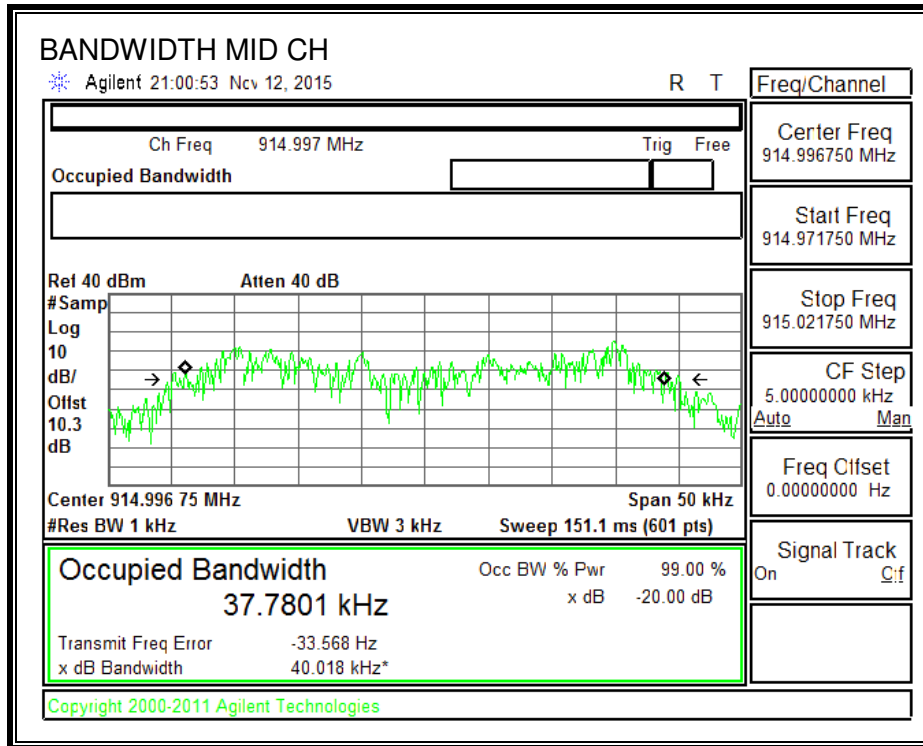 BANDWIDTH MID CH
Agilent 21:00:53 Nov 12, 2015 R T
Freq/Channel
Ch Freq 914.997 MHz Trig Free
Occupied Bandwidth
Center Freq
914.996750 MHz
Start Freq
914.971750 MHz
Stop Freq
915.021750 MHz
CF Step
5.00000000 kHz
Auto Man
Freq Offset
0.00000000 Hz
Signal Track
On Off
Ref 40 dBm Atten 40 dB
#Samp
Log
10
dB/
Offst
10.3
dB
Center 914.996 75 MHz Span 50 kHz
#Res BW 1 kHz VBW 3 kHz Sweep 151.1 ms (601 pts)
Occupied Bandwidth
37.7801 kHz
Occ BW % Pwr 99.00 %
x dB -20.00 dB
Transmit Freq Error -33.568 Hz
x dB Bandwidth 40.018 kHz*
Copyright 2000-2011 Agilent Technologies